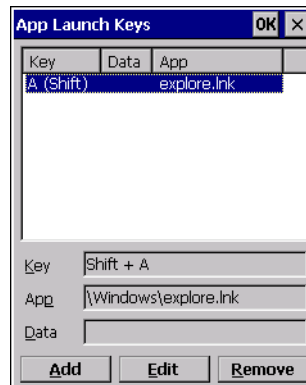 App Launch Keys OK ×
Key Data App
A (Shift) explore.lnk
Key Shift + A
App \Windows\explore.lnk
Data
Add Edit Remove